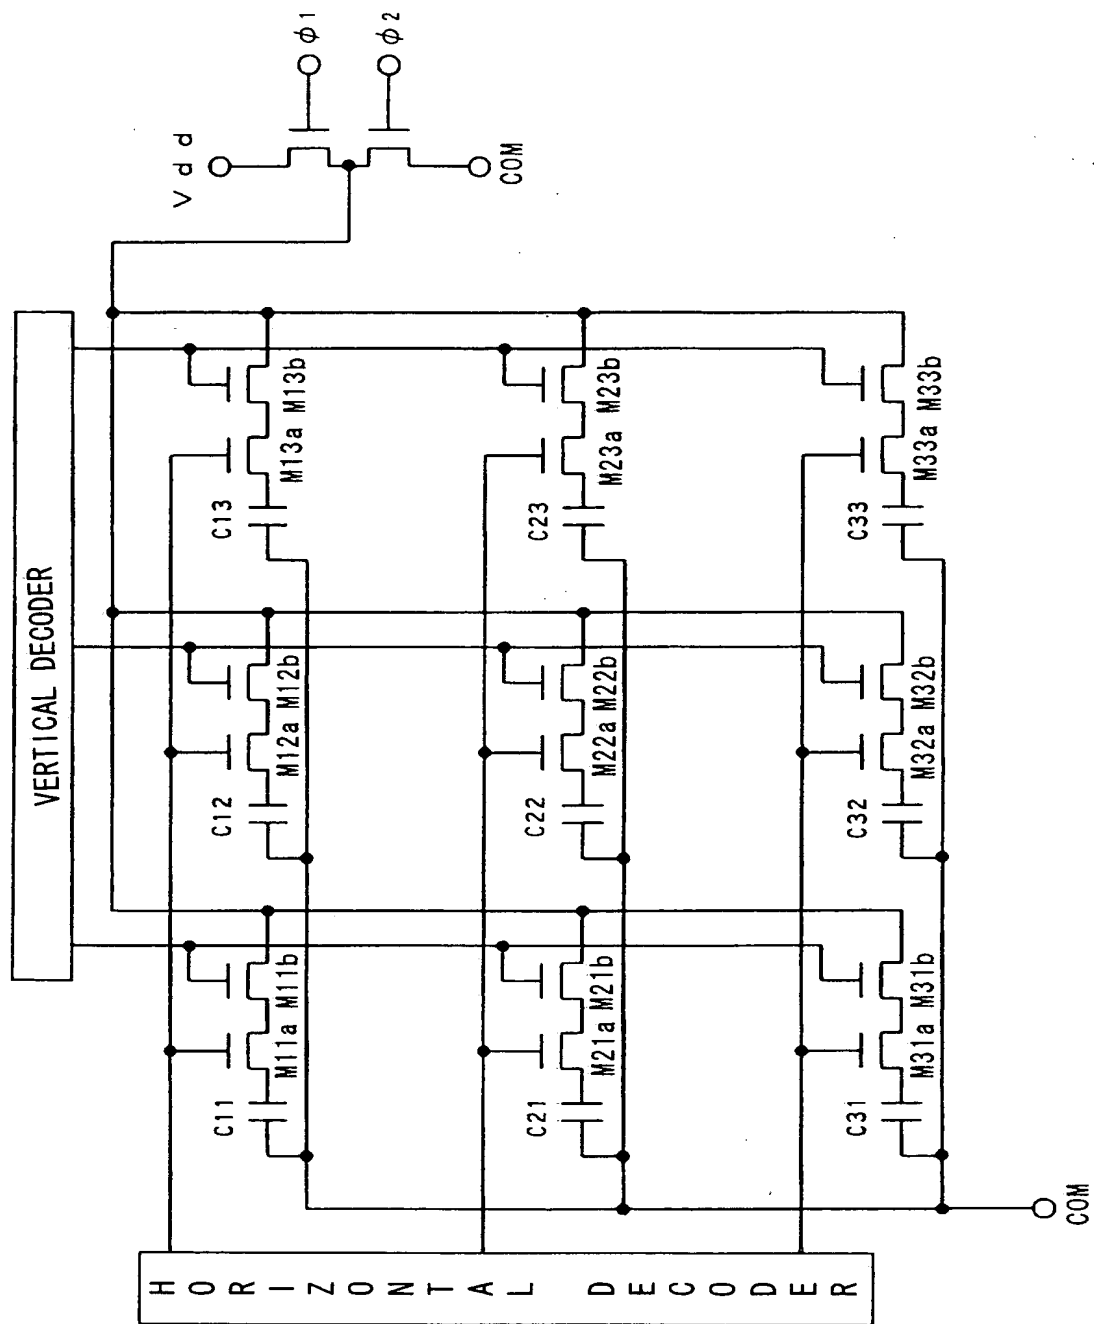 VERTICAL DECODER
HORIZONTAL DECODER
Vdd
φ1
φ2
COM
C11
M11a M11b
C12
M12a M12b
C13
M13a M13b
C21
M21a M21b
C22
M22a M22b
C23
M23a M23b
C31
M31a M31b
C32
M32a M32b
C33
M33a M33b
COM